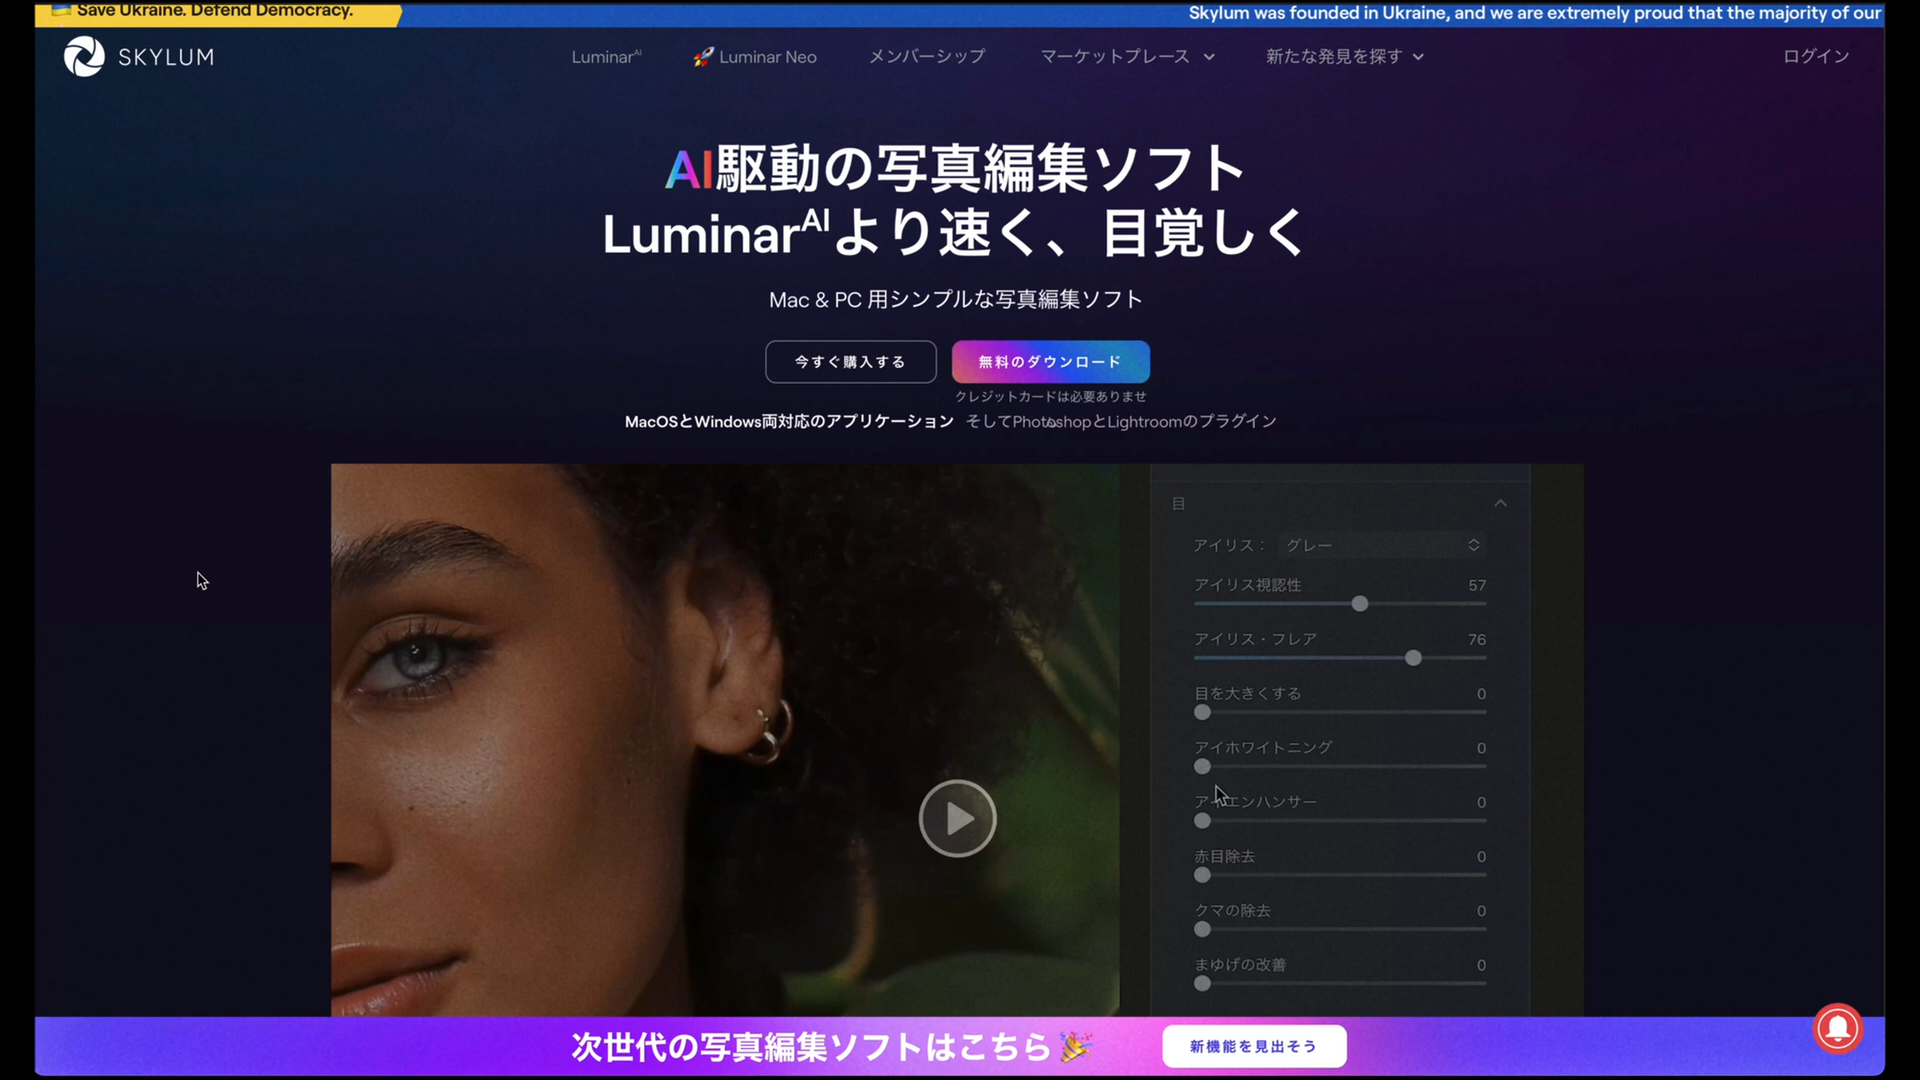 Save Ukraine. Defend Democracy.
Skylum was founded in Ukraine, and we are extremely proud that the majority of our
SKYLUM
LuminarAI
Luminar Neo
メンバーシップ
マーケットプレース
新たな発見を探す
ログイン
AI駆動の写真編集ソフト
LuminarAIより速く、目覚しく
Mac & PC 用シンプルな写真編集ソフト
今すぐ購入する
無料のダウンロード
クレジットカードは必要ありませ
MacOSとWindows両対応のアプリケーション そしてPhotoshopとLightroomのプラグイン
目
アイリス： グレー
アイリス視認性 57
アイリス・フレア 76
目を大きくする 0
アイホワイトニング 0
アイエンハンサー 0
赤目除去 0
クマの除去 0
まゆげの改善 0
次世代の写真編集ソフトはこちら
新機能を見出そう